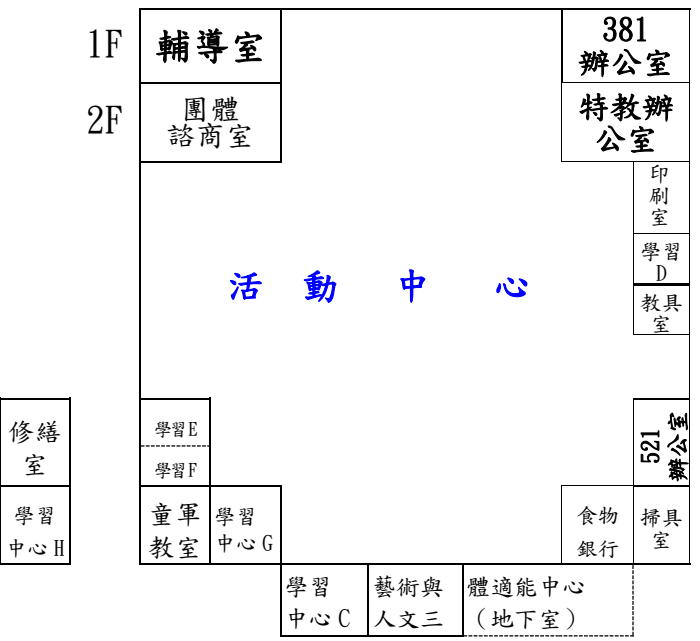 1F
輔導室
381
辦公室
2F
團體
諮商室
特教辦
公室
印
刷
室
學習
D
教具
室
活 動 中 心
修繕
室
學習E
學習F
521
辦公室
學習
中心H
童軍
教室
學習
中心G
食物
銀行
掃具
室
學習
中心C
藝術與
人文三
體適能中心
（地下室）